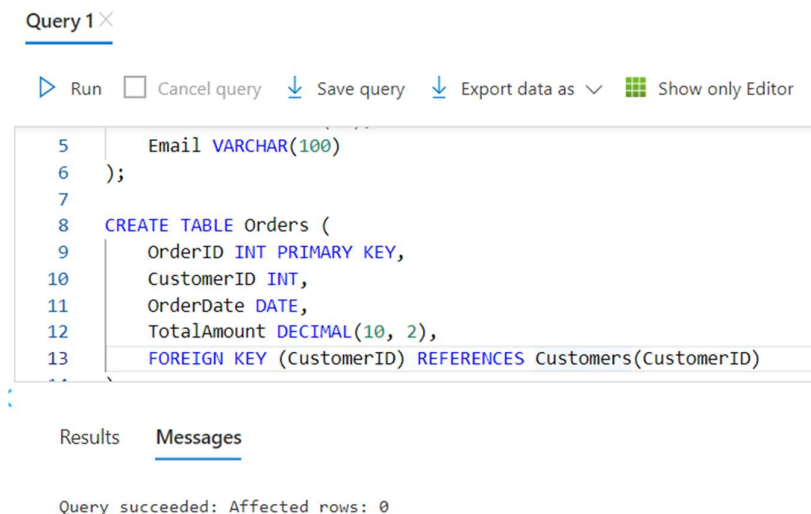 Query 1
Run Cancel query Save query Export data as Show only Editor
5 Email VARCHAR(100)
6 );
7
8 CREATE TABLE Orders (
9 OrderID INT PRIMARY KEY,
10 CustomerID INT,
11 OrderDate DATE,
12 TotalAmount DECIMAL(10, 2),
13 FOREIGN KEY (CustomerID) REFERENCES Customers(CustomerID)
Results Messages
Query succeeded: Affected rows: 0